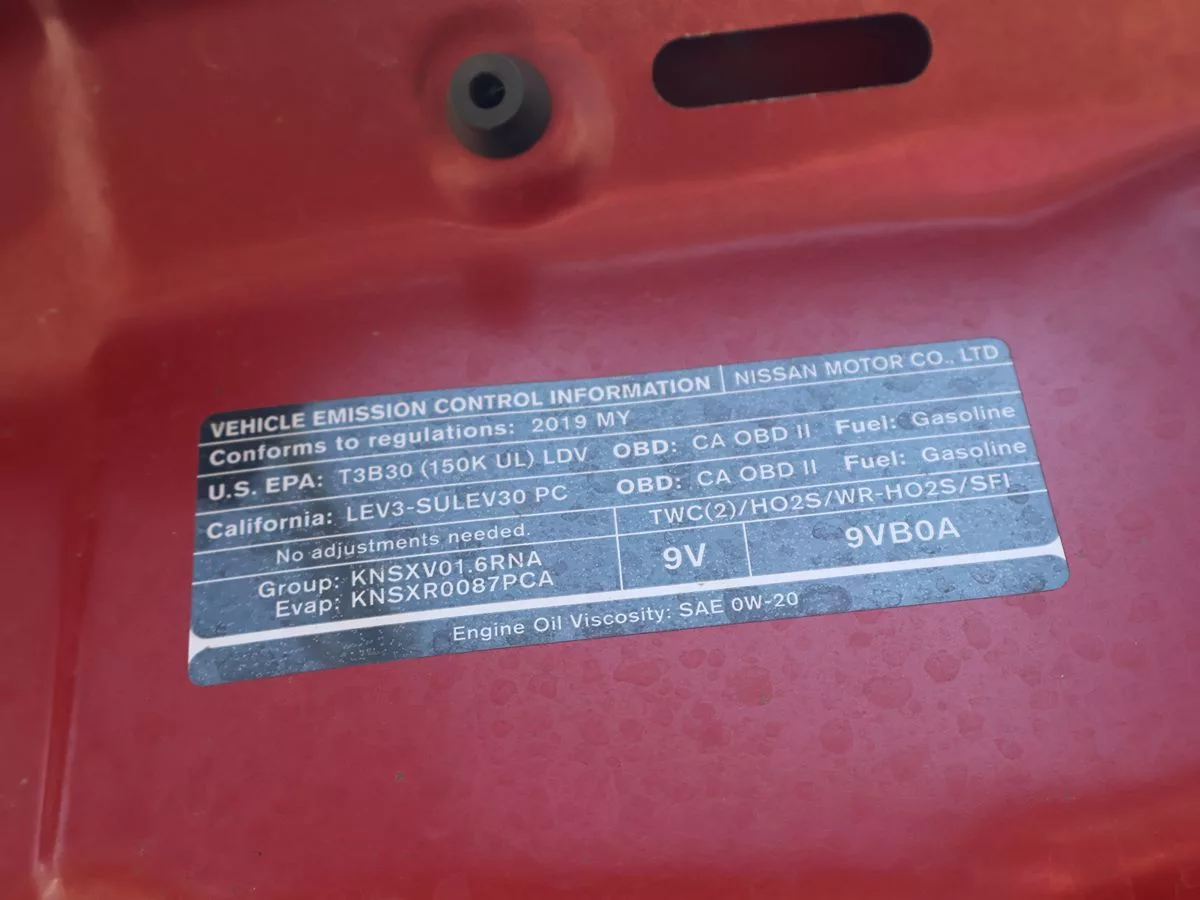 VEHICLE EMISSION CONTROL INFORMATION | NISSAN MOTOR CO., LTD
Conforms to regulations: 2019 MY
U.S. EPA: T3B30 (150K UL) LDV OBD: CA OBD II Fuel: Gasoline
California: LEV3-SULEV30 PC OBD: CA OBD II Fuel: Gasoline
No adjustments needed. TWC(2)/HO2S/WR-HO2S/SFI
Group: KNSXV01.6RNA 9V 9VB0A
Evap: KNSXR0087PCA
Engine Oil Viscosity: SAE 0W-20